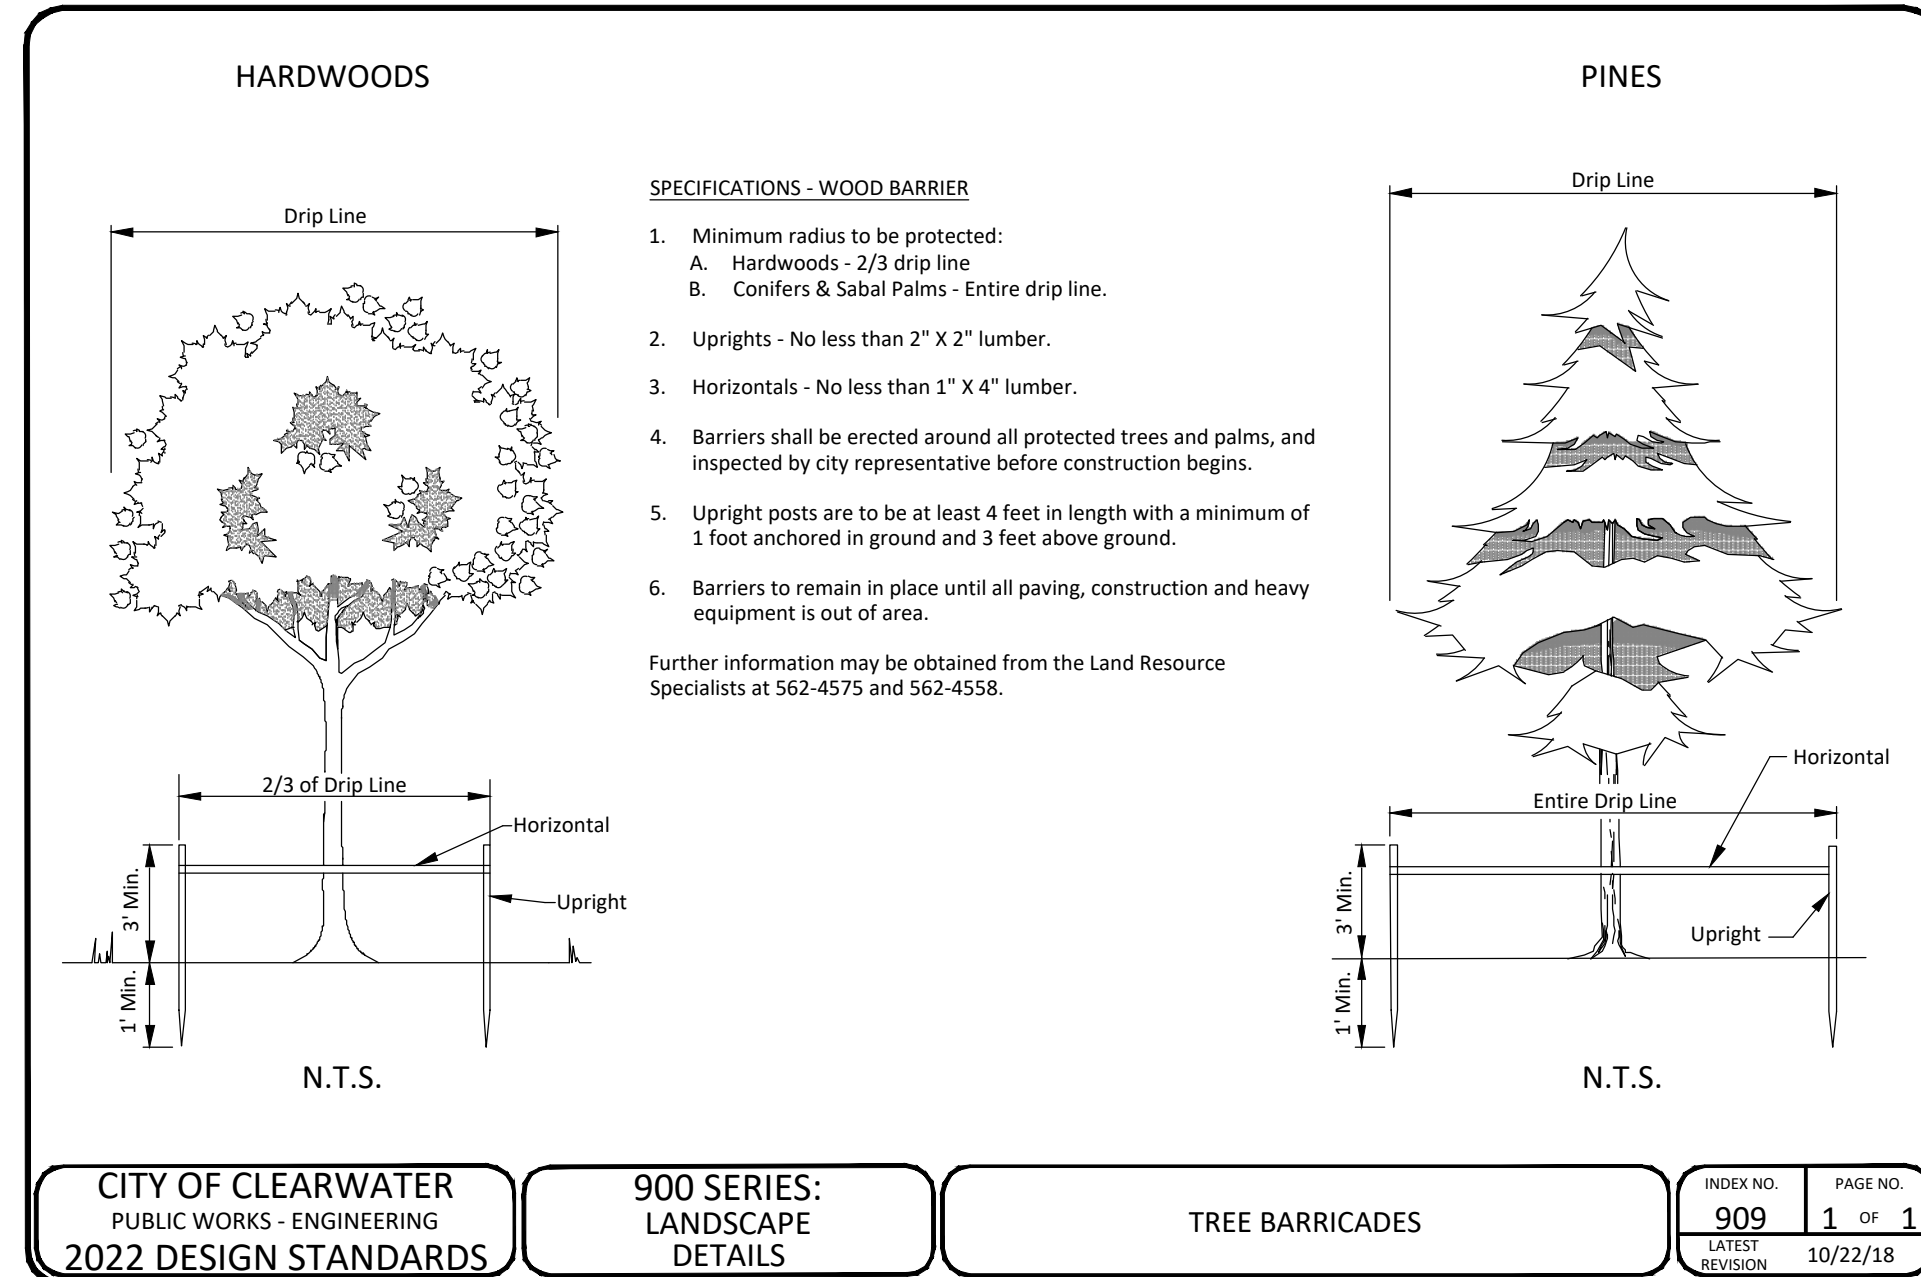 HARDWOODS
PINES
Drip Line
SPECIFICATIONS - WOOD BARRIER
1. Minimum radius to be protected:
A. Hardwoods - 2/3 drip line
B. Conifers & Sabal Palms - Entire drip line.
2. Uprights - No less than 2" X 2" lumber.
3. Horizontals - No less than 1" X 4" lumber.
4. Barriers shall be erected around all protected trees and palms, and
inspected by city representative before construction begins.
5. Upright posts are to be at least 4 feet in length with a minimum of
1 foot anchored in ground and 3 feet above ground.
6. Barriers to remain in place until all paving, construction and heavy
equipment is out of area.
Further information may be obtained from the Land Resource
Specialists at 562-4575 and 562-4558.
Drip Line
2/3 of Drip Line
Horizontal
Upright
3' Min.
1' Min.
N.T.S.
Horizontal
Entire Drip Line
Upright
3' Min.
1' Min.
N.T.S.
CITY OF CLEARWATER
PUBLIC WORKS - ENGINEERING
2022 DESIGN STANDARDS
900 SERIES:
LANDSCAPE
DETAILS
TREE BARRICADES
INDEX NO.
909
PAGE NO.
1 OF 1
LATEST
REVISION
10/22/18